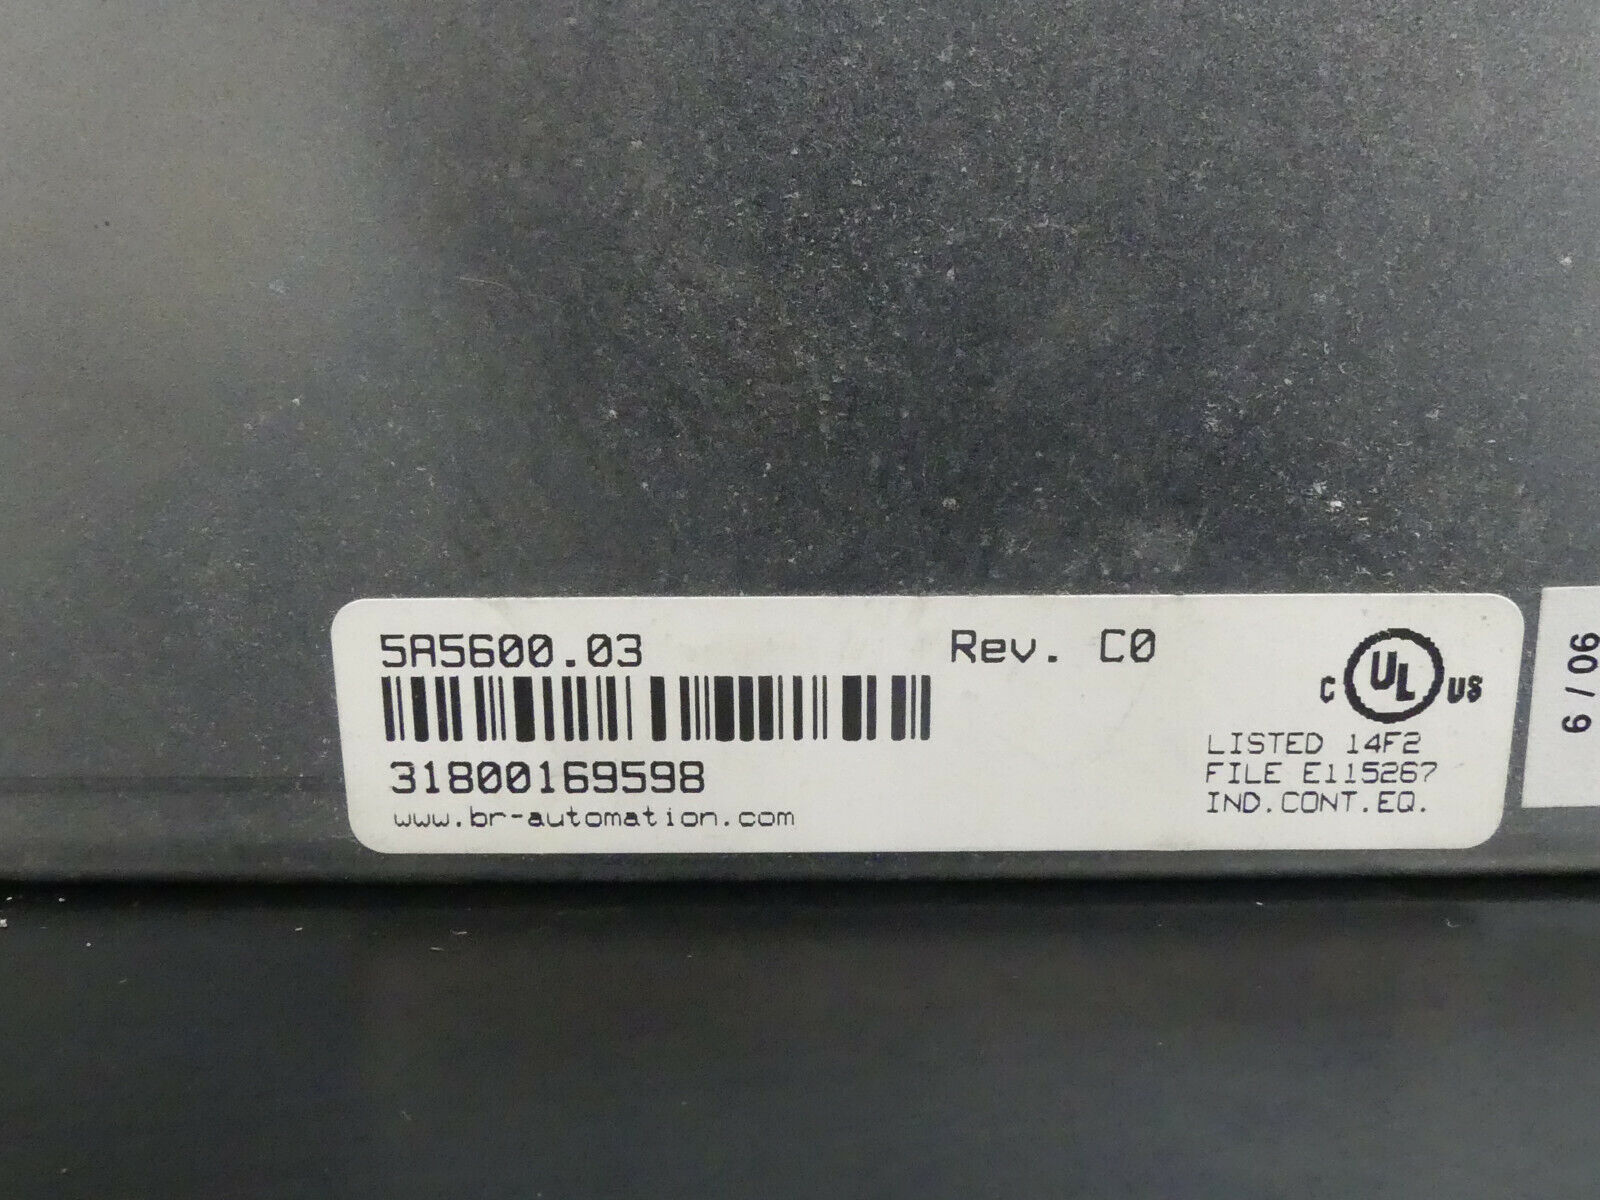 5A5600.03 Rev. C0
31800169598
www.br-automation.com
C UL US
LISTED 14F2
FILE E115267
IND.CONT.EQ.
6 / 06